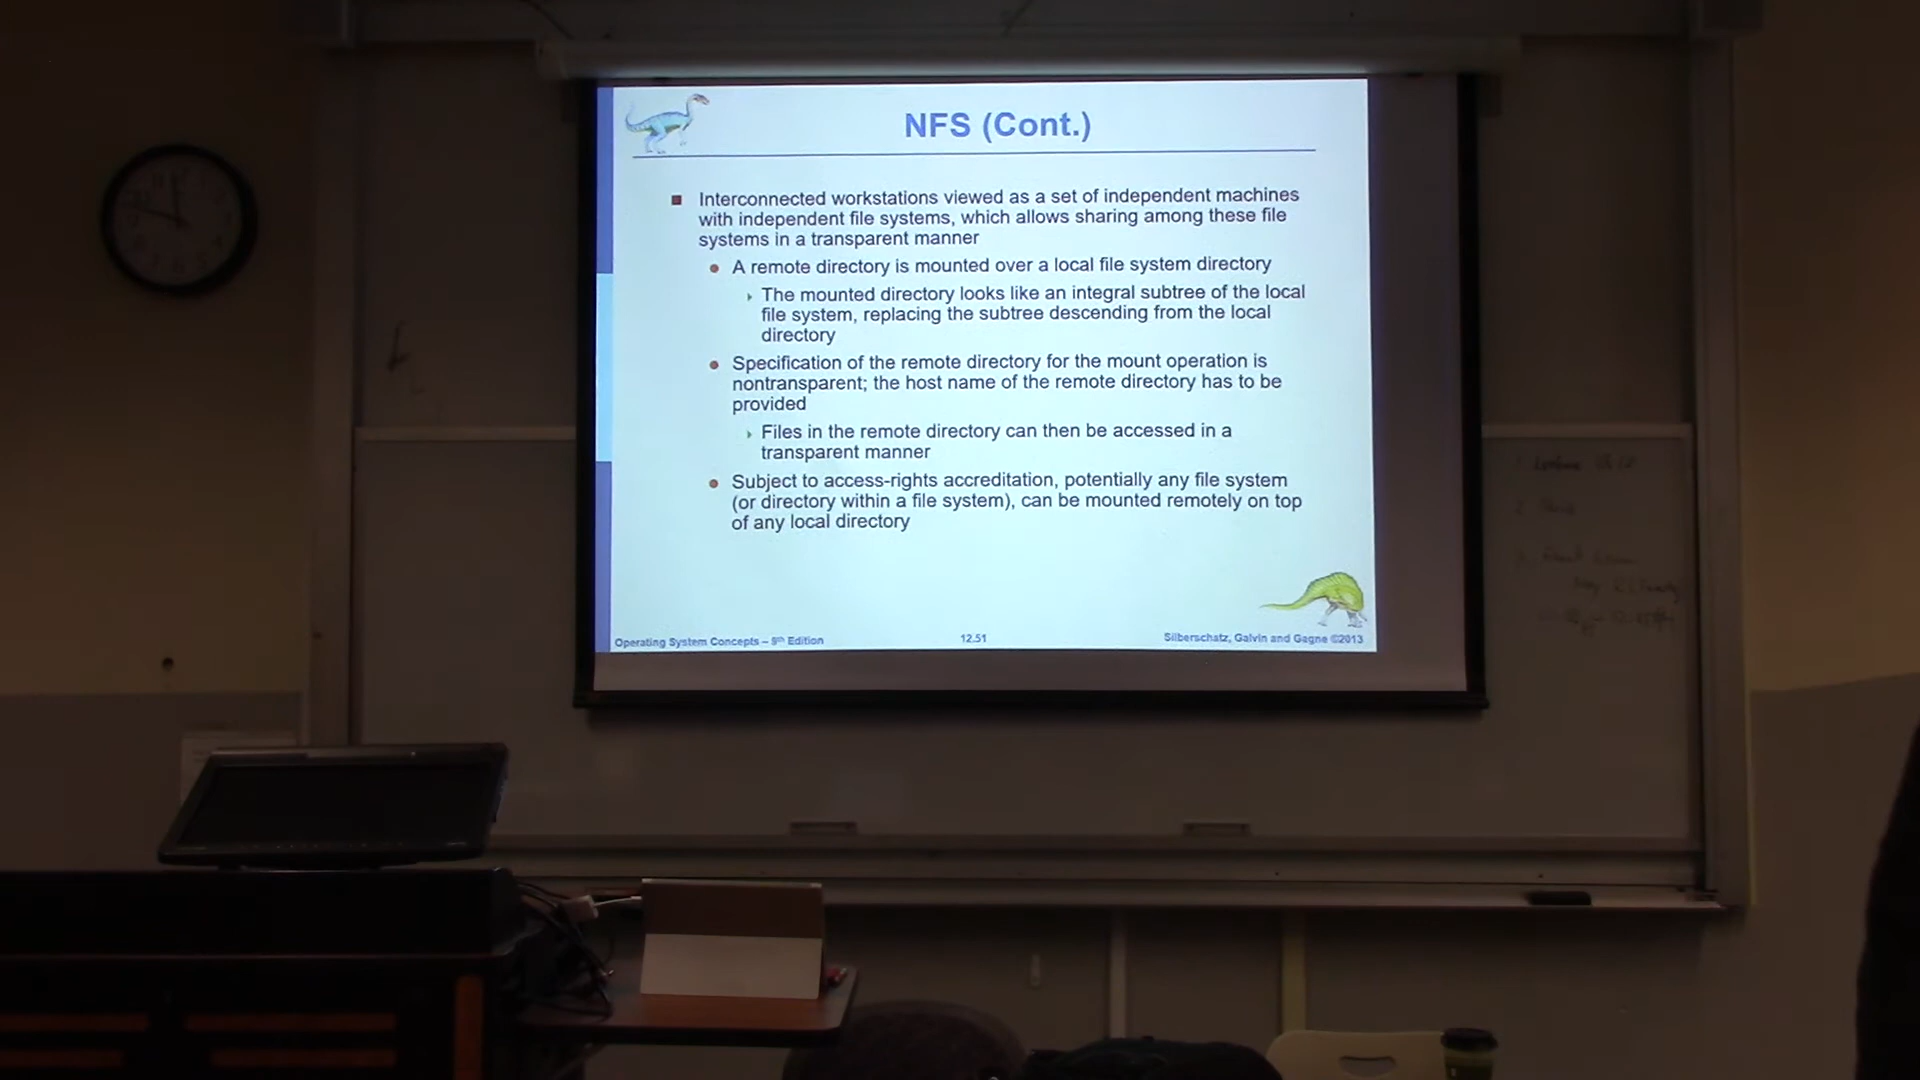 NFS (Cont.)
Interconnected workstations viewed as a set of independent machines
with independent file systems, which allows sharing among these file
systems in a transparent manner
A remote directory is mounted over a local file system directory
The mounted directory looks like an integral subtree of the local
file system, replacing the subtree descending from the local
directory
Specification of the remote directory for the mount operation is
nontransparent; the host name of the remote directory has to be
provided
Files in the remote directory can then be accessed in a
transparent manner
Subject to access-rights accreditation, potentially any file system
(or directory within a file system), can be mounted remotely on top
of any local directory
Operating System Concepts – 9th Edition
12.51
Silberschatz, Galvin and Gagne ©2013